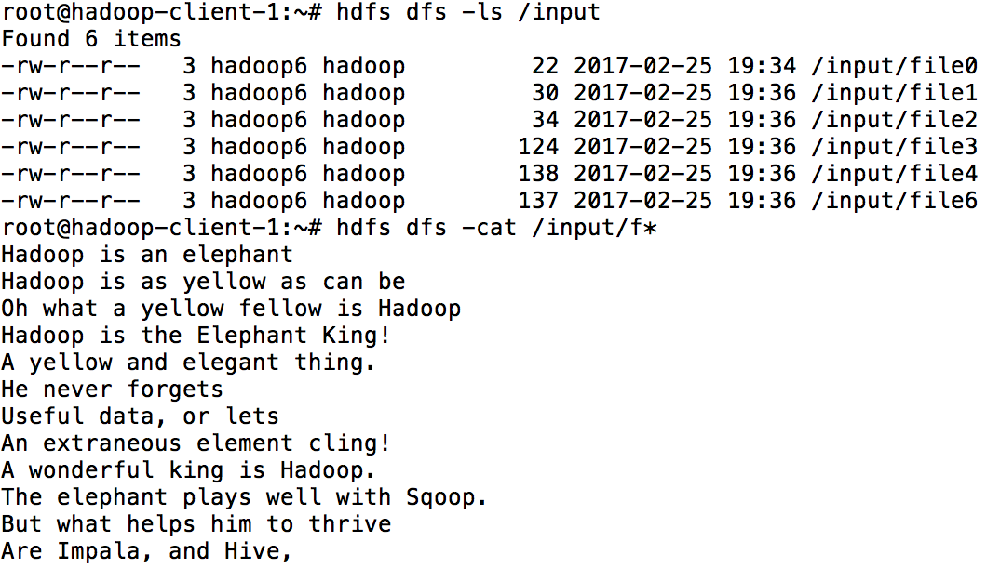 root@hadoop-client-1:~# hdfs dfs -ls /input
Found 6 items
-rw-r--r--   3 hadoop6 hadoop         22 2017-02-25 19:34 /input/file0
-rw-r--r--   3 hadoop6 hadoop         30 2017-02-25 19:36 /input/file1
-rw-r--r--   3 hadoop6 hadoop         34 2017-02-25 19:36 /input/file2
-rw-r--r--   3 hadoop6 hadoop        124 2017-02-25 19:36 /input/file3
-rw-r--r--   3 hadoop6 hadoop        138 2017-02-25 19:36 /input/file4
-rw-r--r--   3 hadoop6 hadoop        137 2017-02-25 19:36 /input/file6
root@hadoop-client-1:~# hdfs dfs -cat /input/f*
Hadoop is an elephant
Hadoop is as yellow as can be
Oh what a yellow fellow is Hadoop
Hadoop is the Elephant King!
A yellow and elegant thing.
He never forgets
Useful data, or lets
An extraneous element cling!
A wonderful king is Hadoop.
The elephant plays well with Sqoop.
But what helps him to thrive
Are Impala, and Hive,